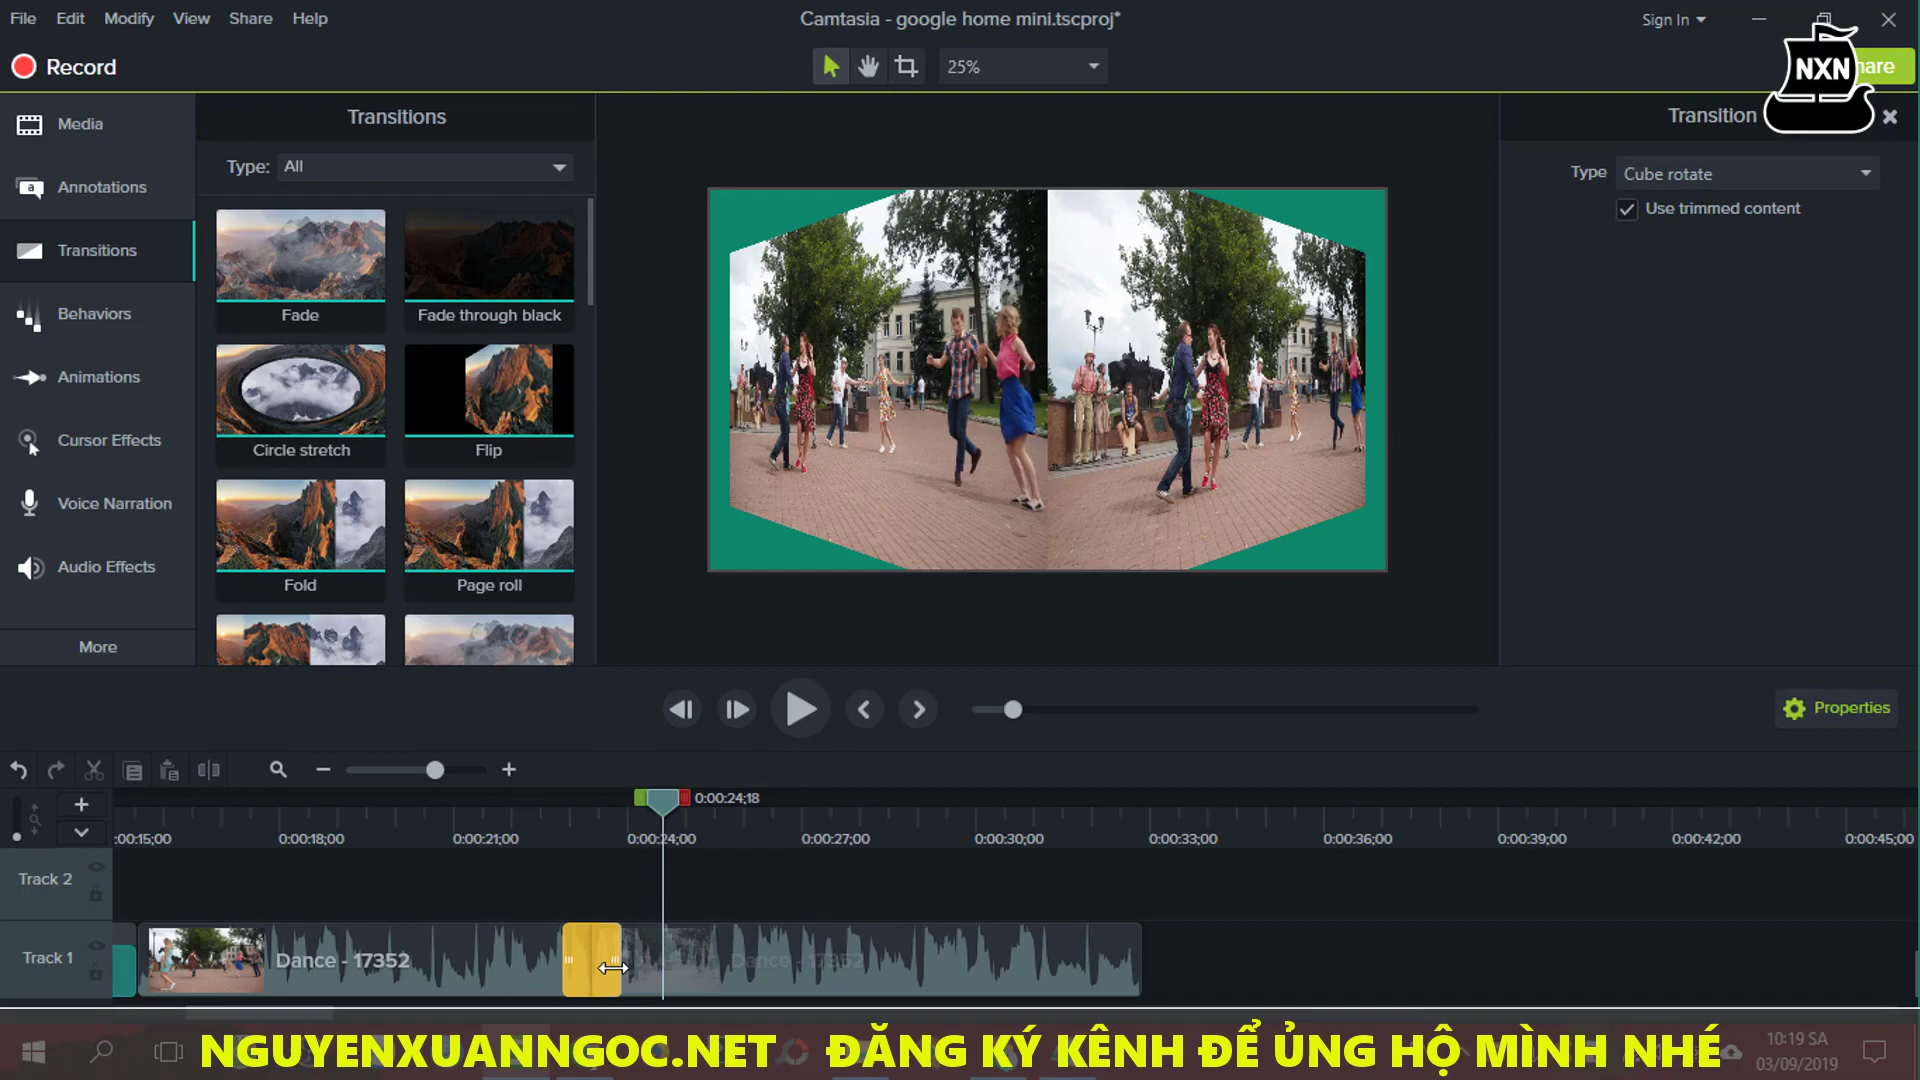 File Edit Modify View Share Help
Camtasia - google home mini.tscproj*
Sign In
Record
25%
NXN
hare
Media
Annotations
Transitions
Behaviors
Animations
Cursor Effects
Voice Narration
Audio Effects
More
Transitions
Type: All
Fade
Fade through black
Circle stretch
Flip
Fold
Page roll
Transition
Type Cube rotate
Use trimmed content
Properties
0:00:24;18
:00:15;00 0:00:18;00 0:00:21;00 0:00:24;00 0:00:27;00 0:00:30;00 0:00:33;00 0:00:36;00 0:00:39;00 0:00:42;00 0:00:45;00
Track 2
Track 1
Dance - 17352
Dance - 17352
NGUYENXUANNGOC.NET ĐĂNG KÝ KÊNH ĐỂ ỦNG HỘ MÌNH NHÉ
10:19 SA
03/09/2019